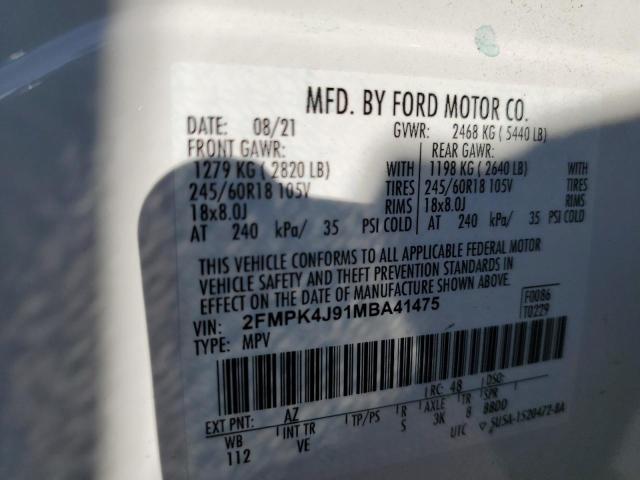 MFD. BY FORD MOTOR CO.
DATE: 08/21 GVWR: 2468 KG ( 5440 LB)
FRONT GAWR: REAR GAWR:
1279 KG ( 2820 LB) WITH 1198 KG ( 2640 LB) WITH
245/60R18 105V TIRES 245/60R18 105V TIRES
18x8.0J RIMS 18x8.0J RIMS
AT 240 kPa/ 35 PSI COLD AT 240 kPa/ 35 PSI COLD
THIS VEHICLE CONFORMS TO ALL APPLICABLE FEDERAL MOTOR
VEHICLE SAFETY AND THEFT PREVENTION STANDARDS IN
EFFECT ON THE DATE OF MANUFACTURE SHOWN ABOVE.
VIN: 2FMPK4J91MBA41475 F0086
TYPE: MPV T0229
EXT PNT: AZ RC: 48 DSO:
WB INT TR TP/PS R AXLE TR SPR
112 VE S 3K 8 BBDD
UTC